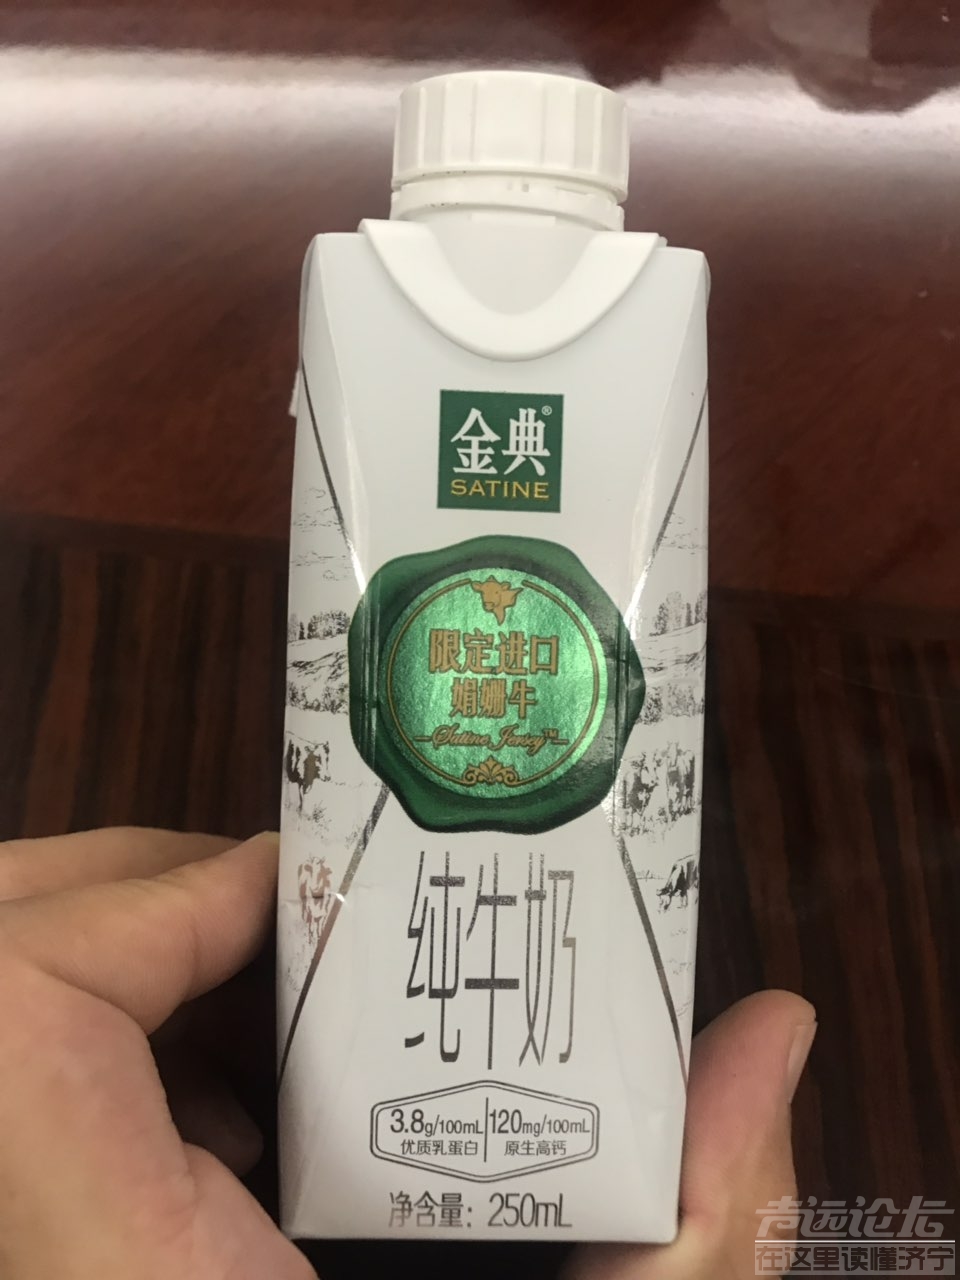 金典®
SATINE
限定进口
娟姗牛
Satine Jersey™
纯牛奶
3.8g/100mL
优质乳蛋白
120mg/100mL
原生高钙
净含量：250mL
声远论坛
在这里读懂济宁